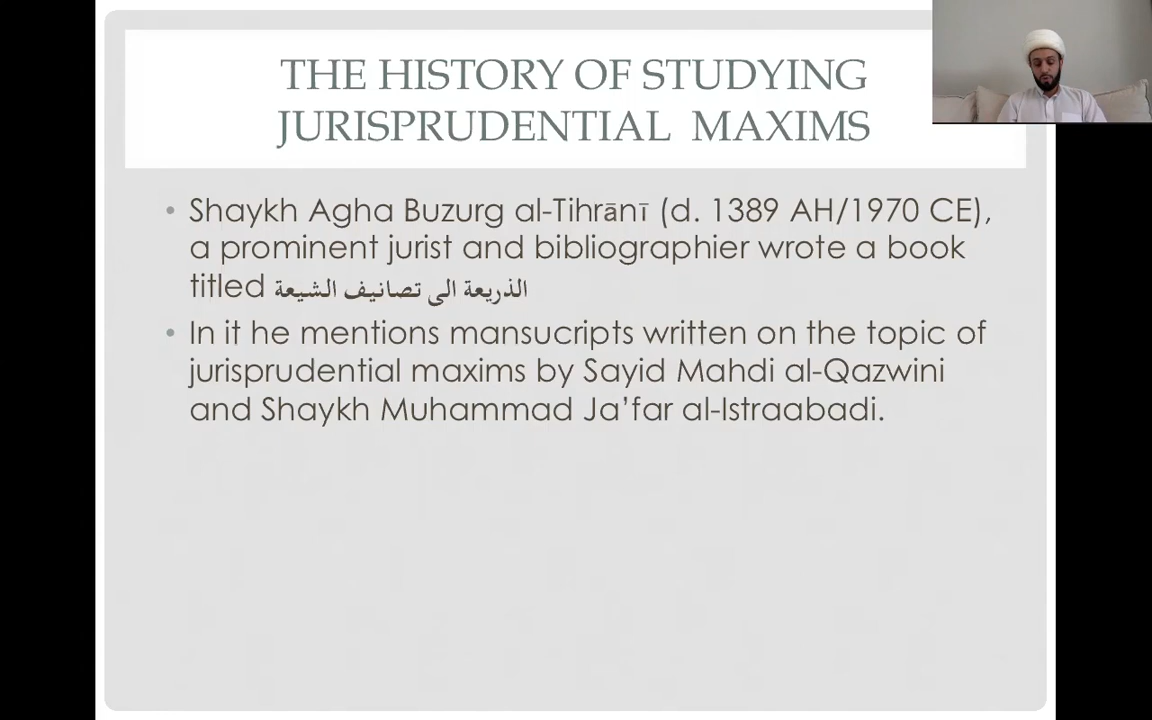 THE HISTORY OF STUDYING
JURISPRUDENTIAL MAXIMS
• Shaykh Agha Buzurg al-Tihrānī (d. 1389 AH/1970 CE),
a prominent jurist and bibliographier wrote a book
titled الذريعة الى تصانيف الشيعة
• In it he mentions mansucripts written on the topic of
jurisprudential maxims by Sayid Mahdi al-Qazwini
and Shaykh Muhammad Ja’far al-Istraabadi.